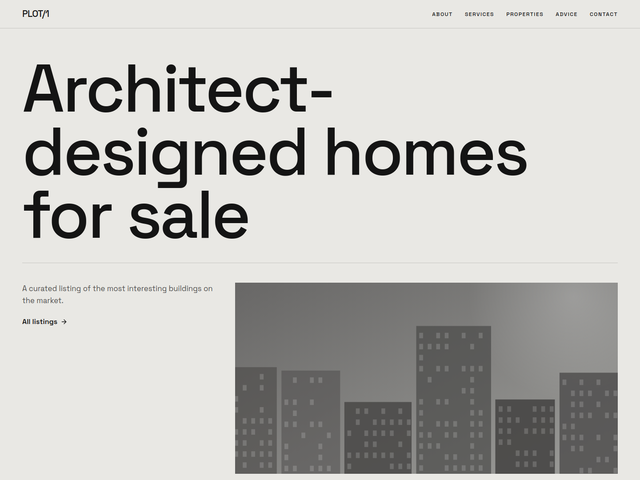 PLOT/1
ABOUT SERVICES PROPERTIES ADVICE CONTACT
Architect-
designed homes
for sale
A curated listing of the most interesting buildings on
the market.
All listings →